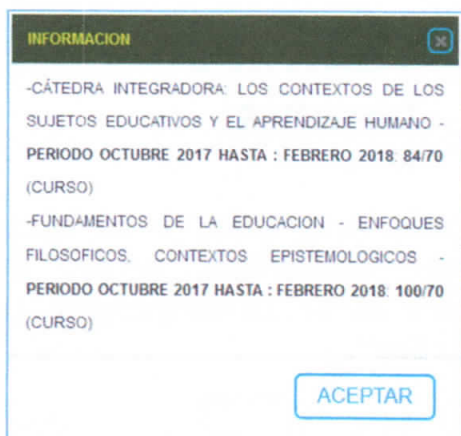 INFORMACION
x
-CÁTEDRA INTEGRADORA: LOS CONTEXTOS DE LOS
SUJETOS EDUCATIVOS Y EL APRENDIZAJE HUMANO -
PERIODO OCTUBRE 2017 HASTA : FEBRERO 2018: 84/70
(CURSO)
-FUNDAMENTOS DE LA EDUCACION - ENFOQUES
FILOSOFICOS, CONTEXTOS EPISTEMOLOGICOS -
PERIODO OCTUBRE 2017 HASTA : FEBRERO 2018: 100/70
(CURSO)
ACEPTAR